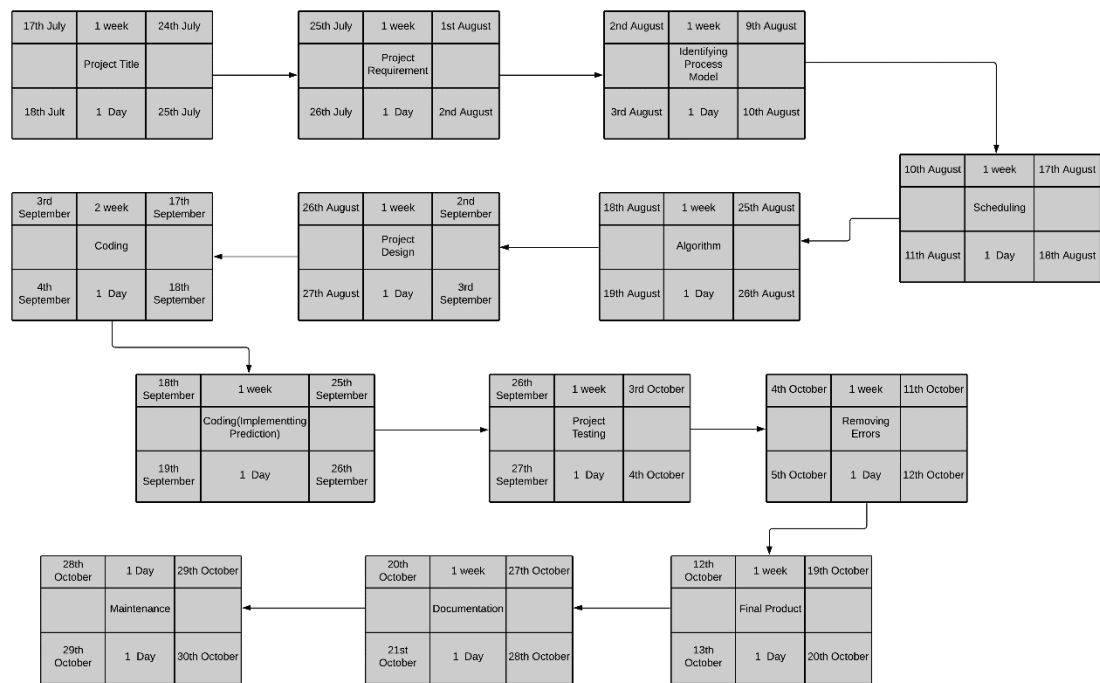 17th July 1 week 24th July
Project Title
18th Jult 1 Day 25th July
25th July 1 week 1st August
Project
Requirement
26th July 1 Day 2nd August
2nd August 1 week 9th August
Identifying
Process
Model
3rd August 1 Day 10th August
10th August 1 week 17th August
Scheduling
11th August 1 Day 18th August
18th August 1 week 25th August
Algorithm
19th August 1 Day 26th August
26th August 1 week 2nd
September
Project
Design
27th August 1 Day 3rd
September
3rd
September 2 week 17th
September
Coding
4th
September 1 Day 18th
September
18th
September 1 week 25th
September
Coding(Implementting
Prediction)
19th
September 1 Day 26th
September
26th
September 1 week 3rd October
Project
Testing
27th
September 1 Day 4th October
4th October 1 week 11th October
Removing
Errors
5th October 1 Day 12th October
12th
October 1 week 19th October
Final Product
13th
October 1 Day 20th October
20th
October 1 week 27th October
Documentation
21st
October 1 Day 28th October
28th
October 1 Day 29th October
Maintenance
29th
October 1 Day 30th October